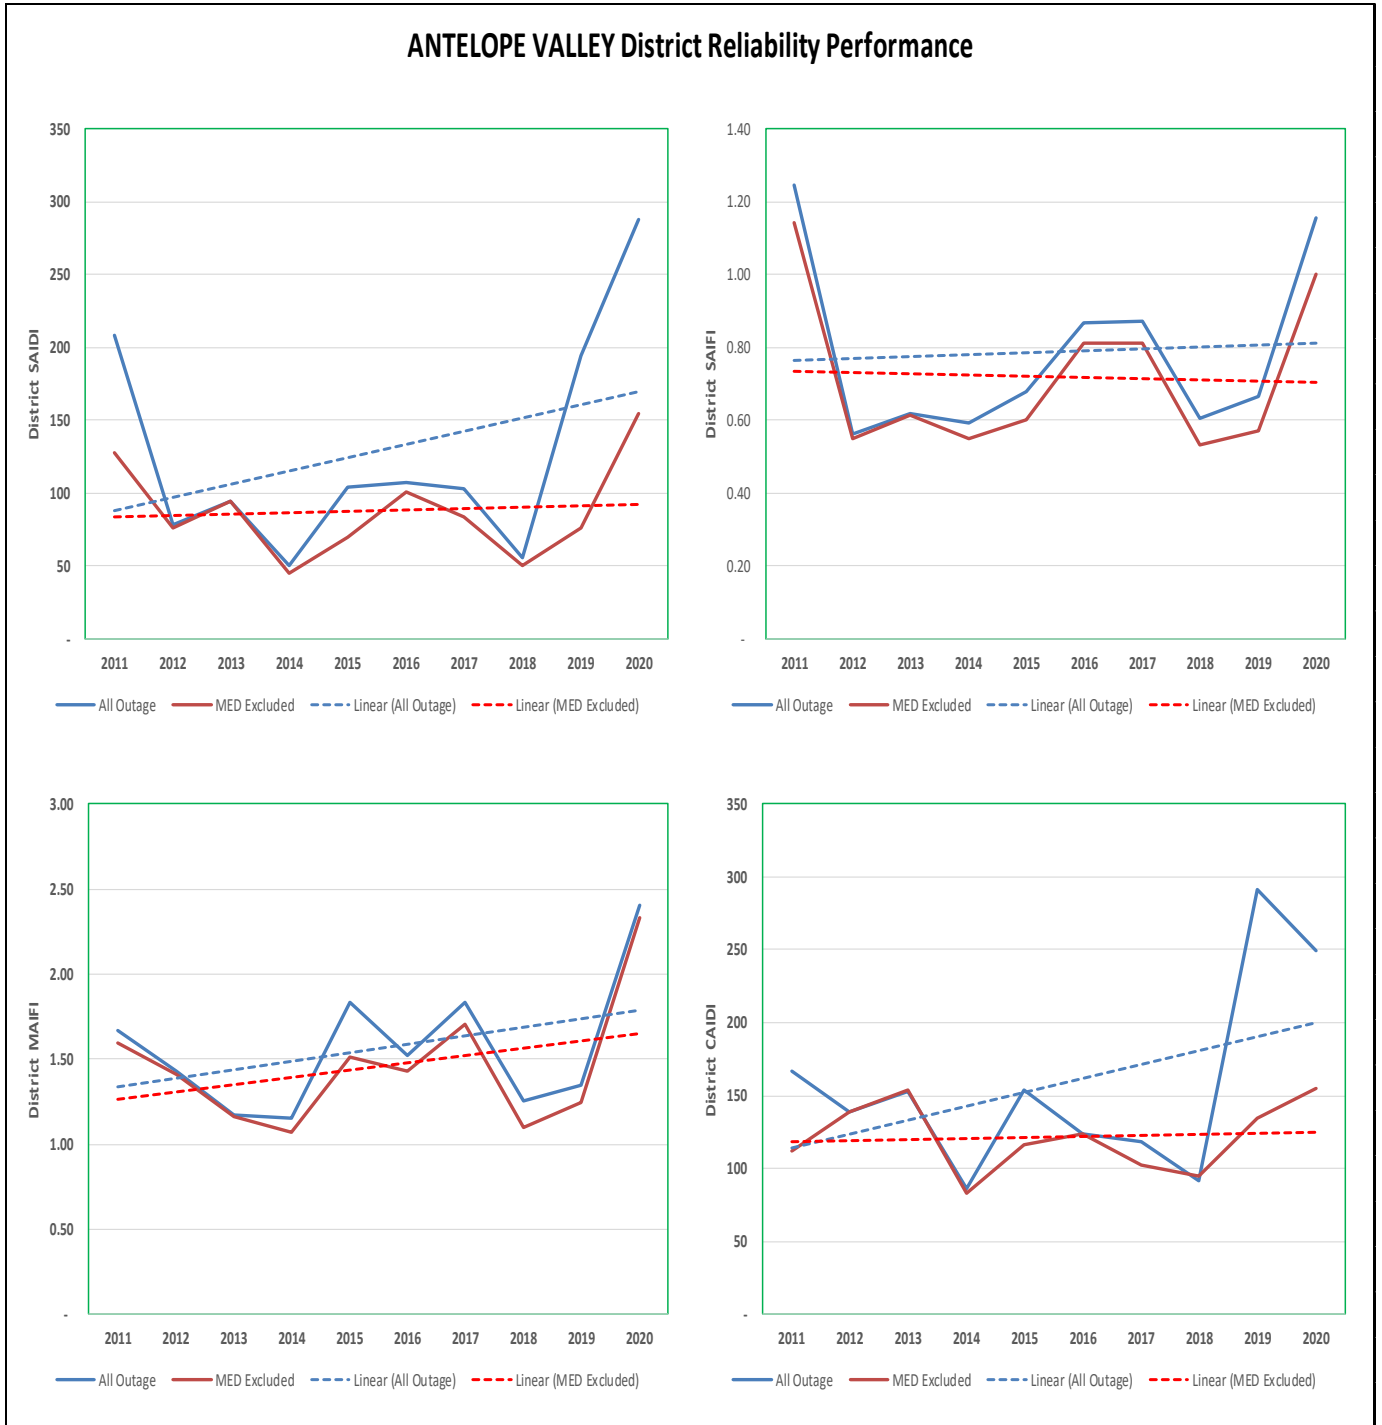 ANTELOPE VALLEY District Reliability Performance
350
300
250
200
150
100
50
-
District SAIDI
2011 2012 2013 2014 2015 2016 2017 2018 2019 2020
All Outage MED Excluded Linear (All Outage) Linear (MED Excluded)
1.40
1.20
1.00
0.80
0.60
0.40
0.20
-
District SAIFI
2011 2012 2013 2014 2015 2016 2017 2018 2019 2020
All Outage MED Excluded Linear (All Outage) Linear (MED Excluded)
3.00
2.50
2.00
1.50
1.00
0.50
-
District MAIFI
2011 2012 2013 2014 2015 2016 2017 2018 2019 2020
All Outage MED Excluded Linear (All Outage) Linear (MED Excluded)
350
300
250
200
150
100
50
-
District CAIDI
2011 2012 2013 2014 2015 2016 2017 2018 2019 2020
All Outage MED Excluded Linear (All Outage) Linear (MED Excluded)